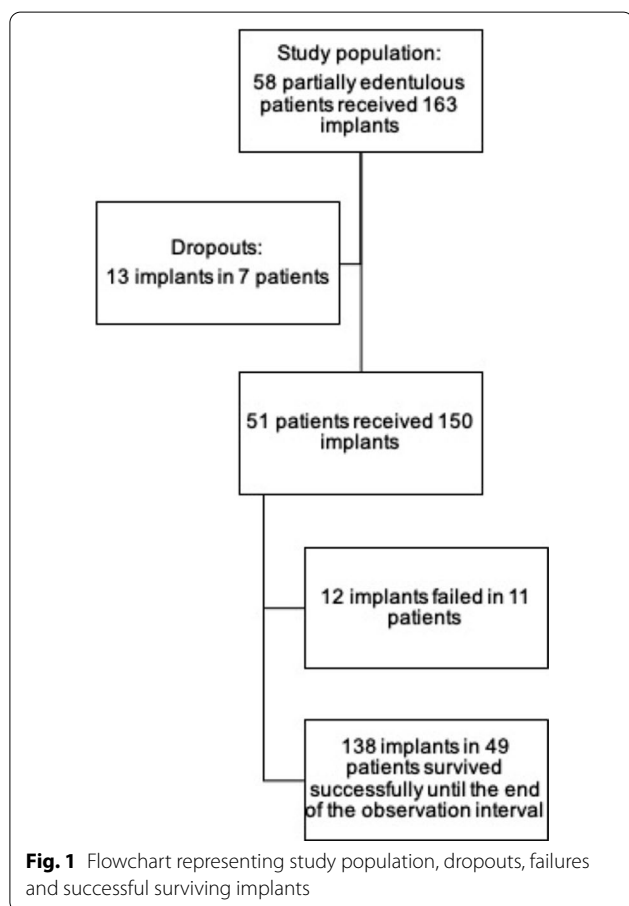 Study population:
58 partially edentulous
patients received 163
implants
Dropouts:
13 implants in 7 patients
51 patients received 150
implants
12 implants failed in 11
patients
138 implants in 49
patients survived
successfully until the end
of the observation interval
Fig. 1 Flowchart representing study population, dropouts, failures
and successful surviving implants